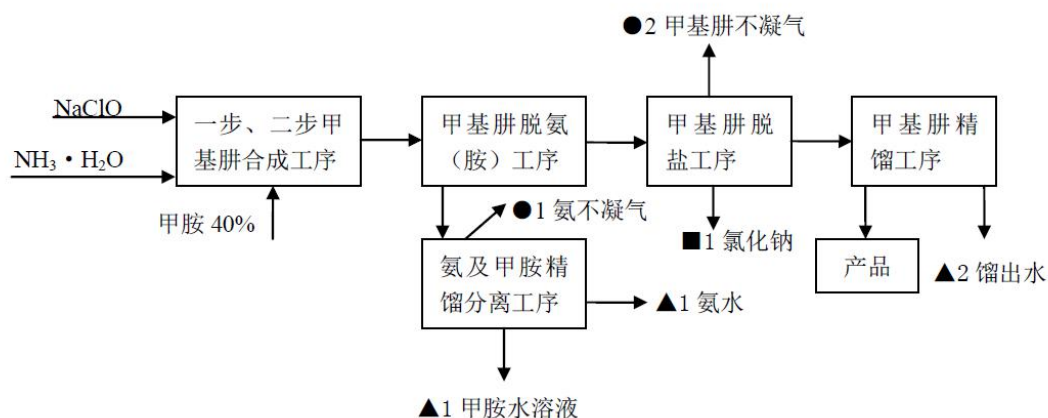 ●2 甲基肼不凝气
NaClO
NH₃·H₂O
一步、二步甲
基肼合成工序
甲胺 40%
甲基肼脱氨
（胺）工序
甲基肼脱
盐工序
甲基肼精
馏工序
●1 氨不凝气
■1 氯化钠
氨及甲胺精
馏分离工序
▲1 氨水
产品
▲2 馏出水
▲1 甲胺水溶液